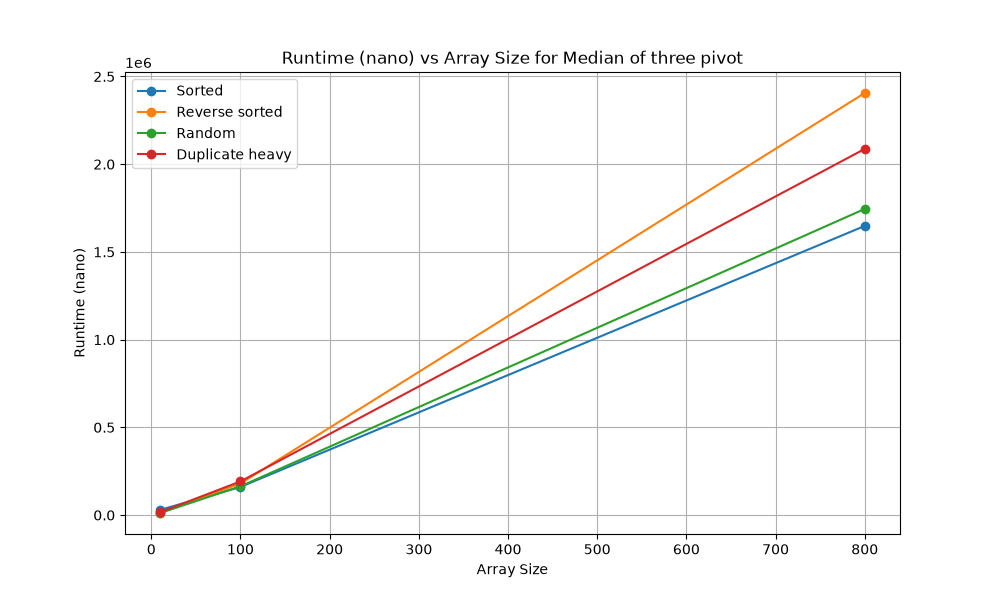 Runtime (nano) vs Array Size for Median of three pivot
1e6
2.5
2.0
1.5
1.0
0.5
0.0
Runtime (nano)
Sorted
Reverse sorted
Random
Duplicate heavy
0 100 200 300 400 500 600 700 800
Array Size